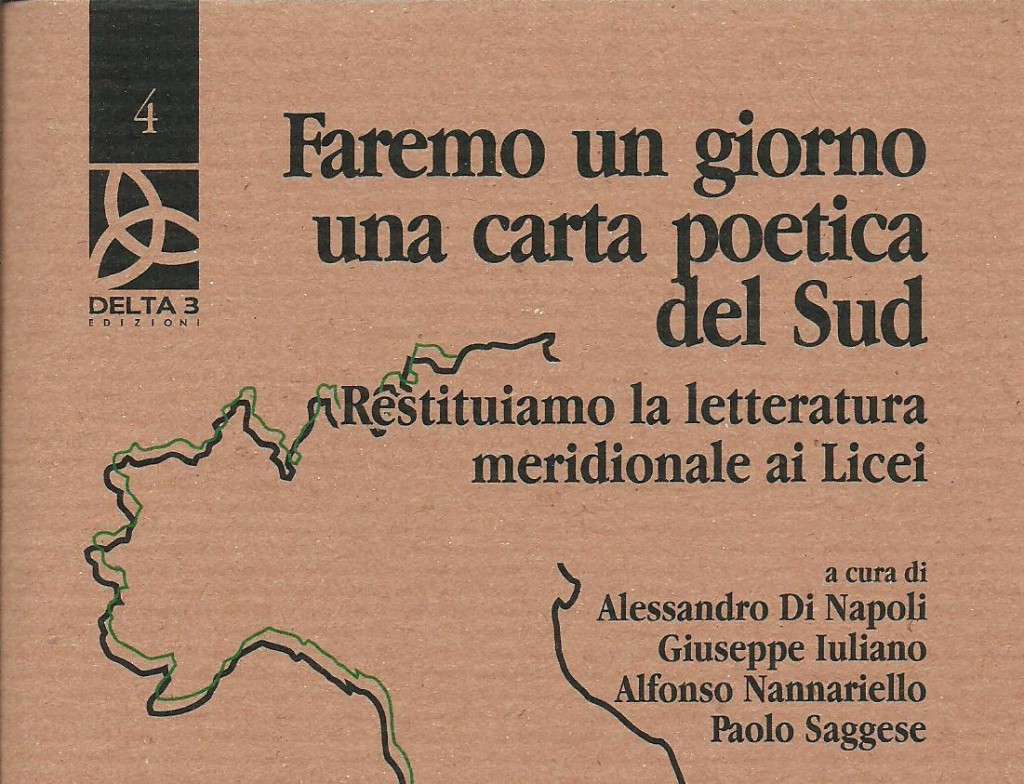 4
DELTA 3
EDIZIONI
Faremo un giorno
una carta poetica
del Sud
Restituiamo la letteratura
meridionale ai Licei
a cura di
Alessandro Di Napoli
Giuseppe Iuliano
Alfonso Nannariello
Paolo Saggese